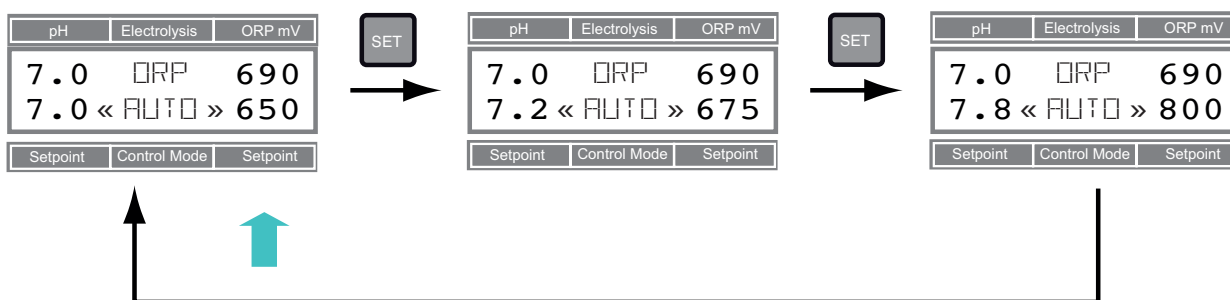 pH Electrolysis ORP mV
7.0 ORP 690
7.0 « AUTO » 650
Setpoint Control Mode Setpoint
SET
pH Electrolysis ORP mV
7.0 ORP 690
7.2 « AUTO » 675
Setpoint Control Mode Setpoint
SET
pH Electrolysis ORP mV
7.0 ORP 690
7.8 « AUTO » 800
Setpoint Control Mode Setpoint